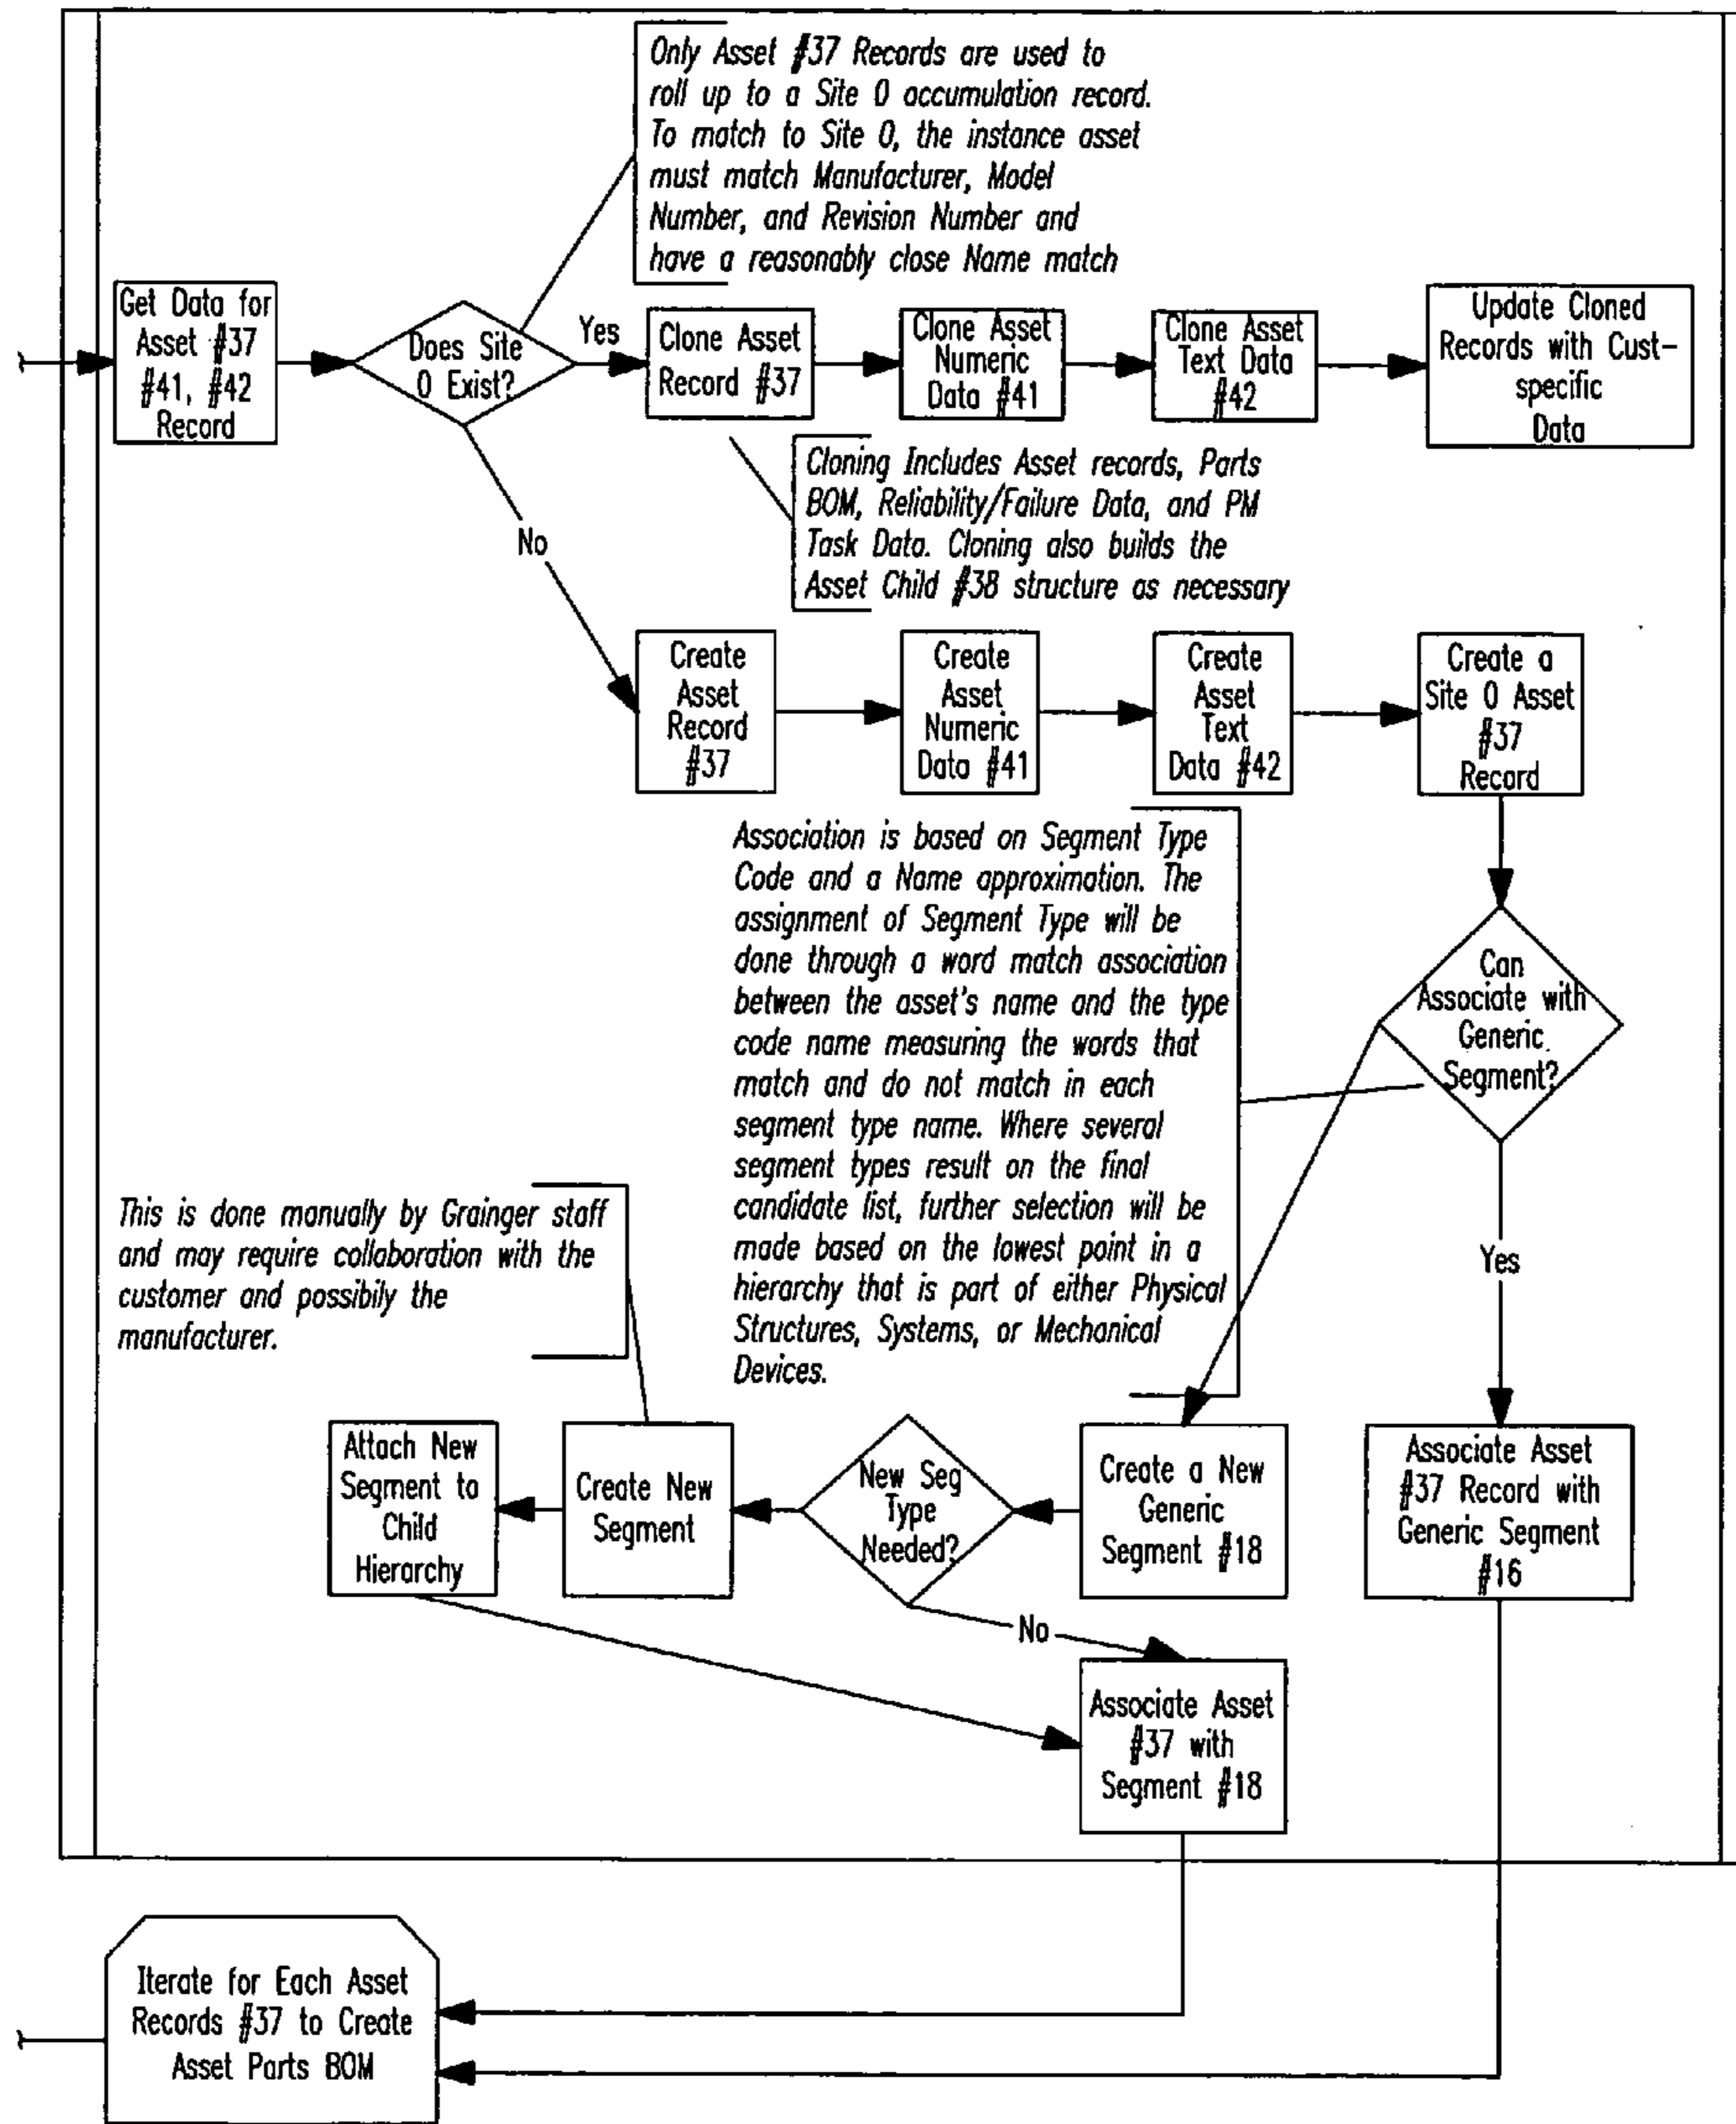 Only Asset #37 Records are used to
roll up to a Site 0 accumulation record.
To match to Site 0, the instance asset
must match Manufacturer, Model
Number, and Revision Number and
have a reasonably close Name match
Get Data for
Asset #37
#41, #42
Record
Does Site
0 Exist?
Yes
Clone Asset
Record #37
Clone Asset
Numeric
Data #41
Clone Asset
Text Data
#42
Update Cloned
Records with Cust-
specific
Data
Cloning Includes Asset records, Parts
BOM, Reliability/Failure Data, and PM
Task Data. Cloning also builds the
Asset Child #38 structure as necessary
No
Create
Asset
Record
#37
Create
Asset
Numeric
Data #41
Create
Asset
Text
Data #42
Create a
Site 0 Asset
#37
Record
Association is based on Segment Type
Code and a Name approximation. The
assignment of Segment Type will be
done through a word match association
between the asset's name and the type
code name measuring the words that
match and do not match in each
segment type name. Where several
segment types result on the final
candidate list, further selection will be
made based on the lowest point in a
hierarchy that is part of either Physical
Structures, Systems, or Mechanical
Devices.
Can
Associate with
Generic
Segment?
Yes
This is done manually by Grainger staff
and may require collaboration with the
customer and possibily the
manufacturer.
Attach New
Segment to
Child
Hierarchy
Create New
Segment
New Seg
Type
Needed?
Create a New
Generic
Segment #18
Associate Asset
#37 Record with
Generic Segment
#16
No
Associate Asset
#37 with
Segment #18
Iterate for Each Asset
Records #37 to Create
Asset Parts BOM